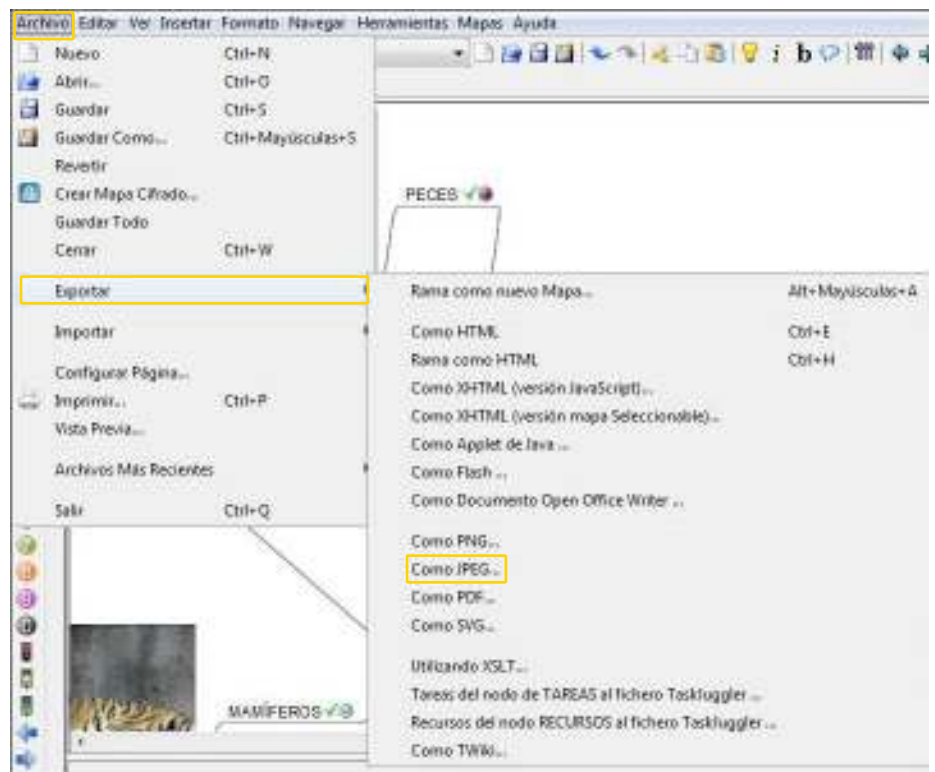 Archivo Editar Ver Insertar Formato Navegar Herramientas Mapas Ayuda
Nuevo Ctrl+N
Abrir... Ctrl+O
Guardar Ctrl+S
Guardar Como... Ctrl+Mayúsculas+S
Revertir
Crear Mapa Cifrado...
Guardar Todo
Cerrar Ctrl+W
Exportar
Importar
Configurar Página...
Imprimir... Ctrl+P
Vista Previa...
Archivos Más Recientes
Salir Ctrl+Q
PECES
Rama como nuevo Mapa... Alt+Mayúsculas+A
Como HTML Ctrl+E
Rama como HTML Ctrl+H
Como XHTML (versión JavaScript)...
Como XHTML (versión mapa Seleccionable)...
Como Applet de Java ...
Como Flash ...
Como Documento Open Office Writer ...
Como PNG...
Como JPEG...
Como PDF...
Como SVG...
Utilizando XSLT...
Tareas del nodo de TAREAS al fichero TaskJuggler ...
Recursos del nodo RECURSOS al fichero TaskJuggler ...
Como TWiki...
MAMÍFEROS